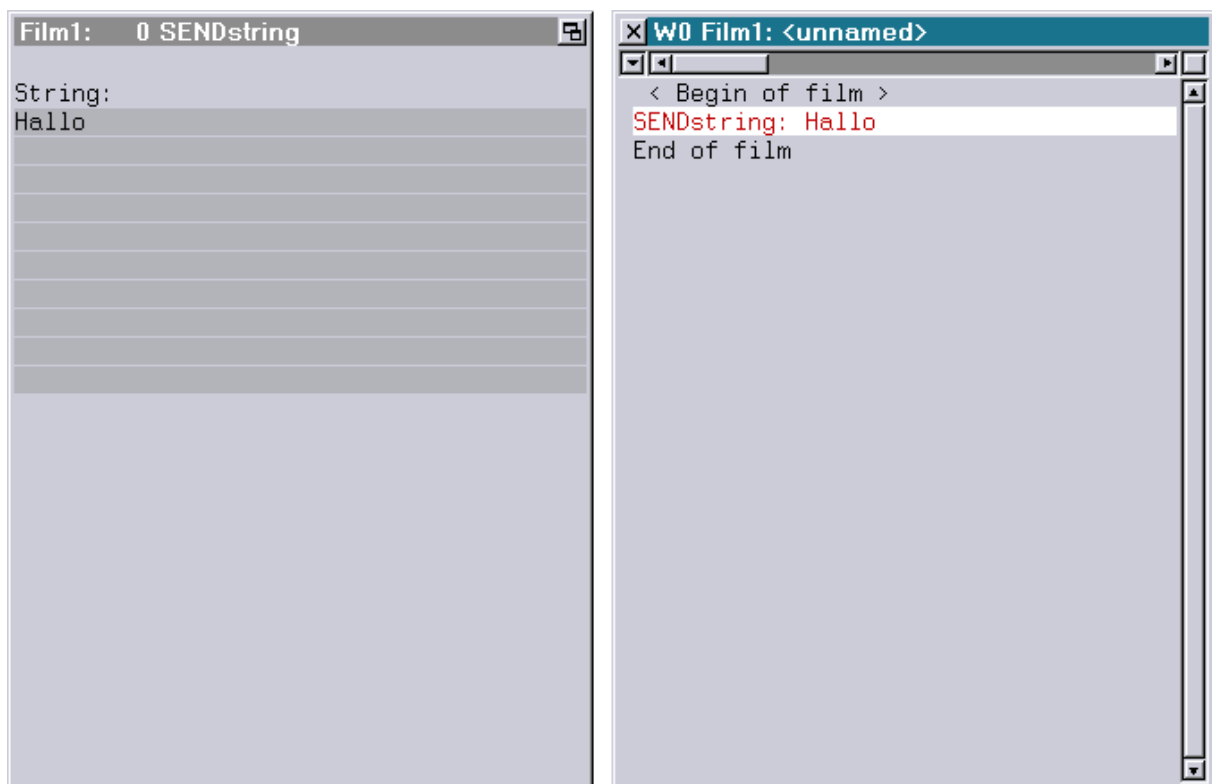 Film1: 0 SENDstring
String:
Hallo
W0 Film1: <unnamed>
< Begin of film >
SENDstring: Hallo
End of film